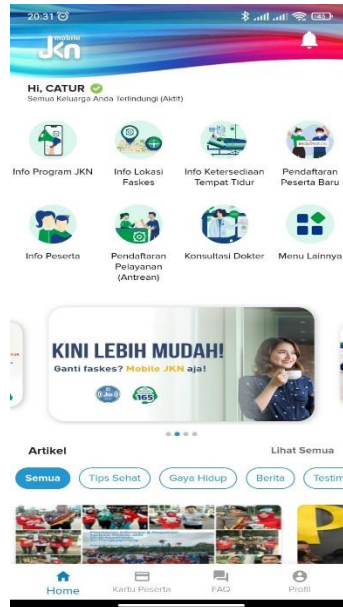 20:31
mobile
JKN
Hi, CATUR
Semua Keluarga Anda Terlindungi (Aktif)
Info Program JKN
Info Lokasi
Faskes
Info Ketersediaan
Tempat Tidur
Pendaftaran
Peserta Baru
Info Peserta
Pendaftaran
Pelayanan
(Antrean)
Konsultasi Dokter
Menu Lainnya
KINI LEBIH MUDAH!
Ganti faskes? Mobile JKN aja!
165
Artikel
Lihat Semua
Semua
Tips Sehat
Gaya Hidup
Berita
Testim
Home
Kartu Peserta
FAQ
Profil